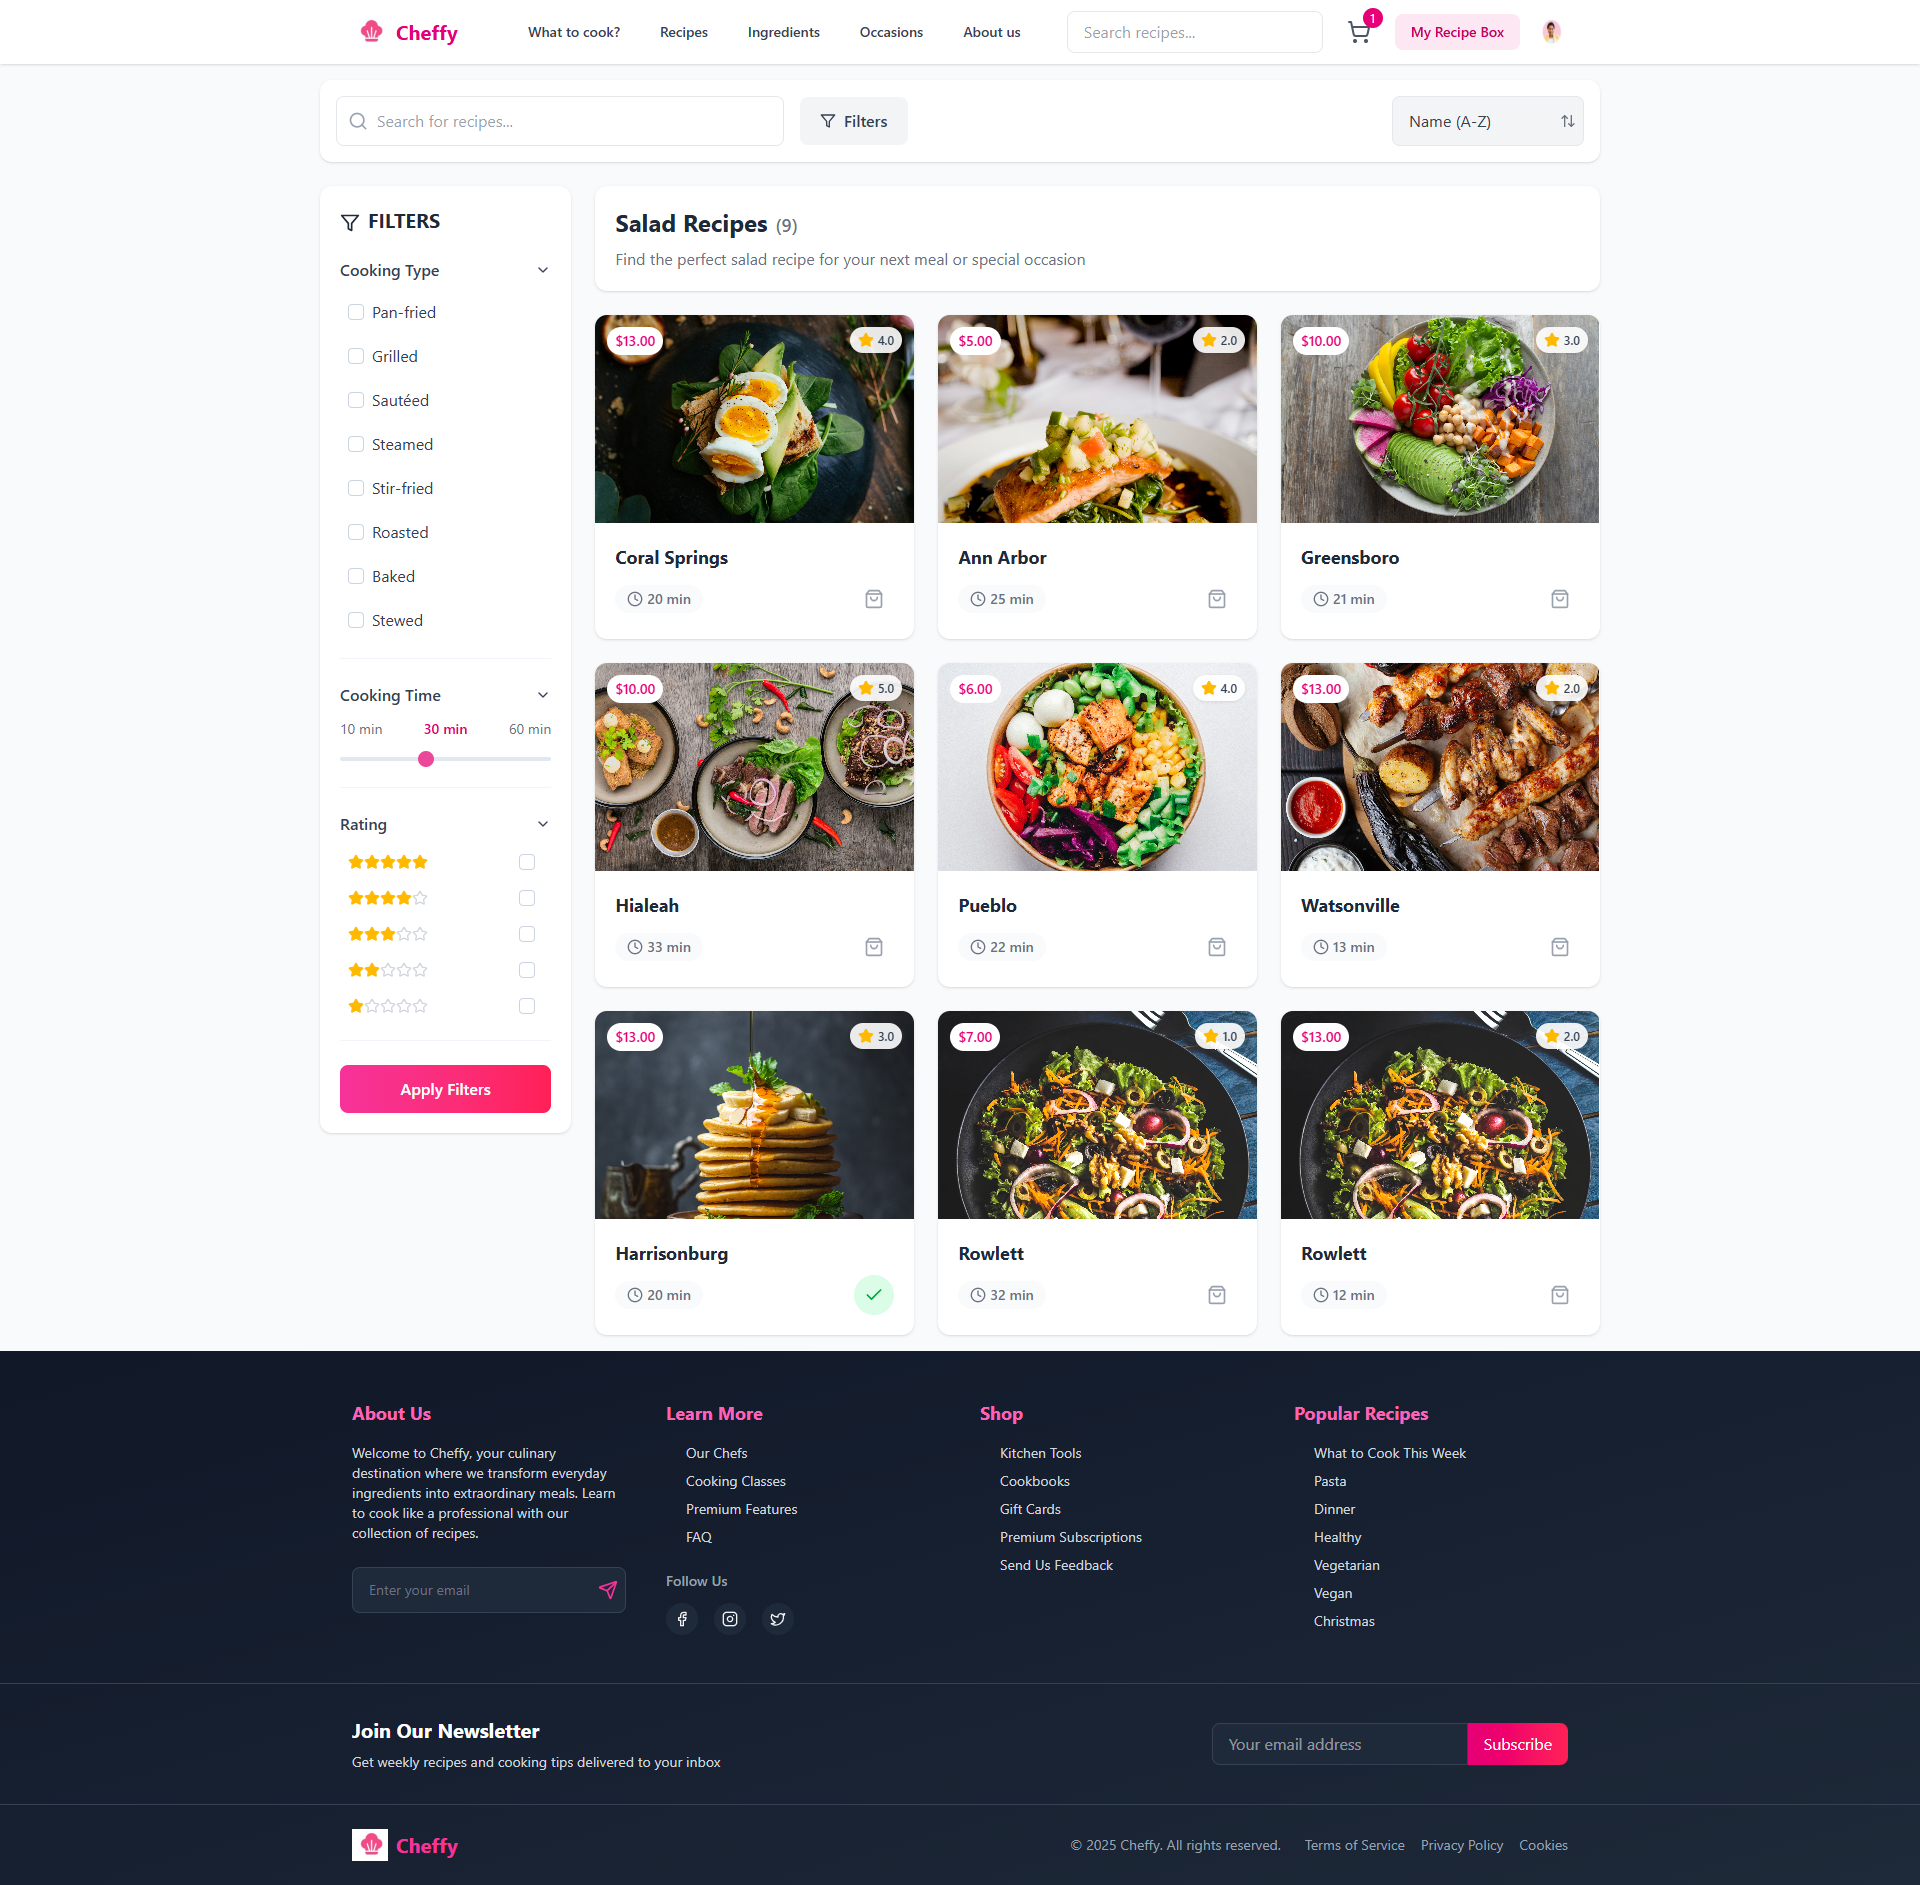 Cheffy
What to cook?
Recipes
Ingredients
Occasions
About us
Search recipes...
1
My Recipe Box
Search for recipes...
Filters
Name (A-Z)
FILTERS
Cooking Type
Pan-fried
Grilled
Sautéed
Steamed
Stir-fried
Roasted
Baked
Stewed
Cooking Time
10 min 30 min 60 min
Rating
Apply Filters
Salad Recipes (9)
Find the perfect salad recipe for your next meal or special occasion
$13.00
4.0
Coral Springs
20 min
$5.00
2.0
Ann Arbor
25 min
$10.00
3.0
Greensboro
21 min
$10.00
5.0
Hialeah
33 min
$6.00
4.0
Pueblo
22 min
$13.00
2.0
Watsonville
13 min
$13.00
3.0
Harrisonburg
20 min
$7.00
1.0
Rowlett
32 min
$13.00
2.0
Rowlett
12 min
About Us
Welcome to Cheffy, your culinary
destination where we transform everyday
ingredients into extraordinary meals. Learn
to cook like a professional with our
collection of recipes.
Enter your email
Learn More
Our Chefs
Cooking Classes
Premium Features
FAQ
Follow Us
Shop
Kitchen Tools
Cookbooks
Gift Cards
Premium Subscriptions
Send Us Feedback
Popular Recipes
What to Cook This Week
Pasta
Dinner
Healthy
Vegetarian
Vegan
Christmas
Join Our Newsletter
Get weekly recipes and cooking tips delivered to your inbox
Your email address
Subscribe
Cheffy
© 2025 Cheffy. All rights reserved.
Terms of Service
Privacy Policy
Cookies